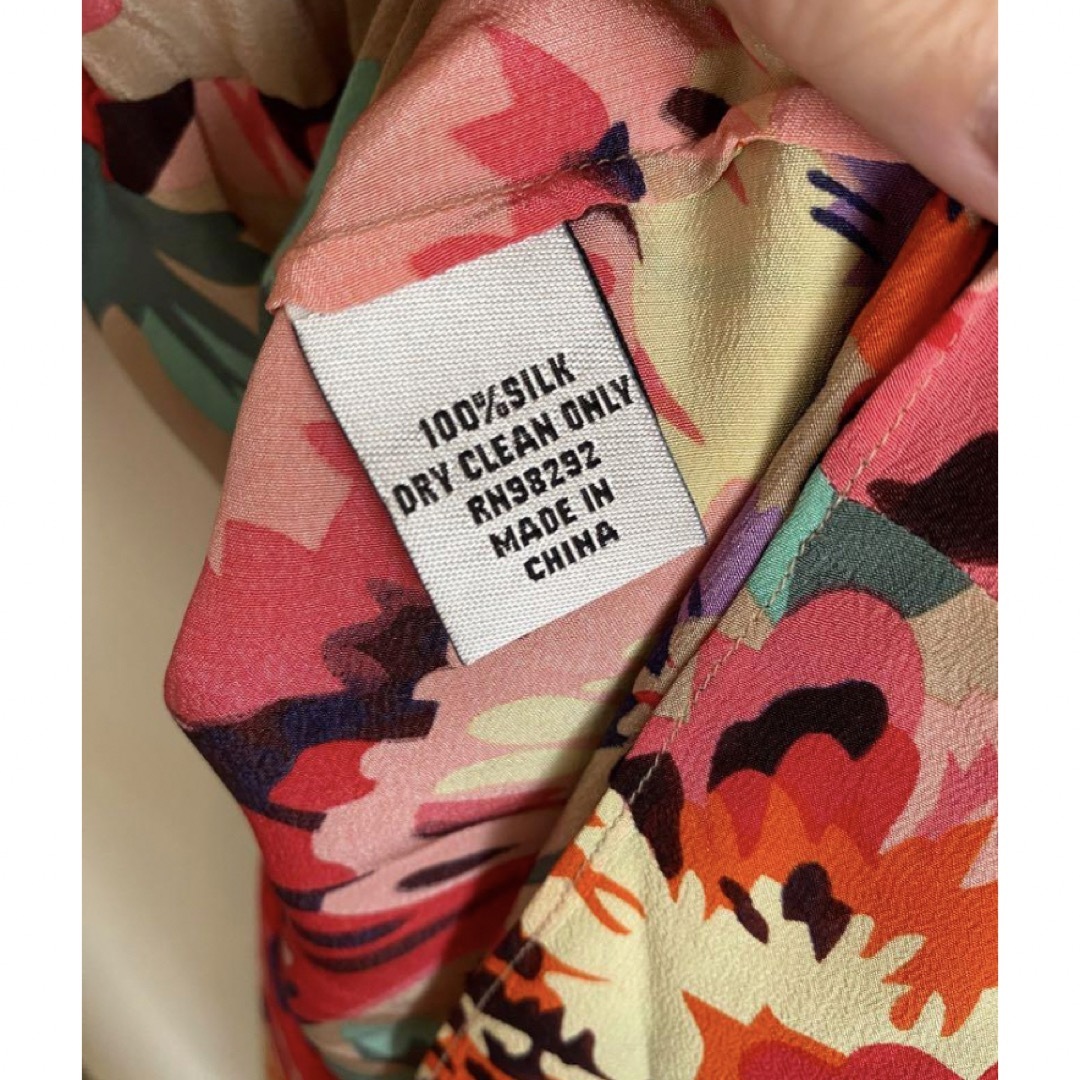 100%SILK
DRY CLEAN ONLY
RN98292
MADE IN
CHINA